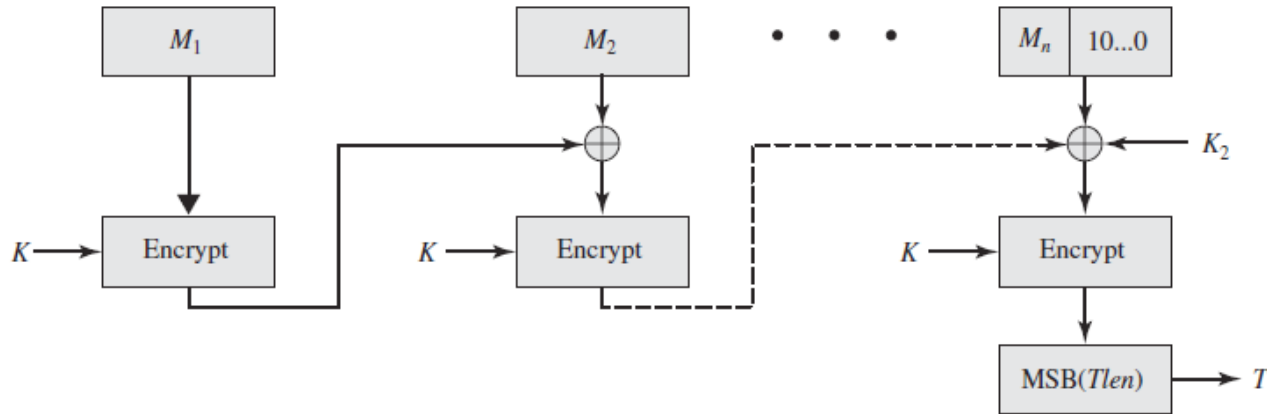 M1 M2 • • • Mn 10...0
K2
K Encrypt K Encrypt K Encrypt
MSB(Tlen) T